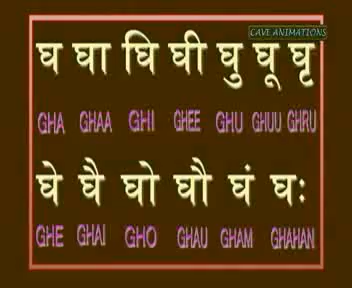 CAVE ANIMATIONS
घ घा घि घी घु घू घृ
GHA GHAA GHI GHEE GHU GHUU GHRU
घे घै घो घौ घं घः
GHE GHAI GHO GHAU GHAM GHAHAN